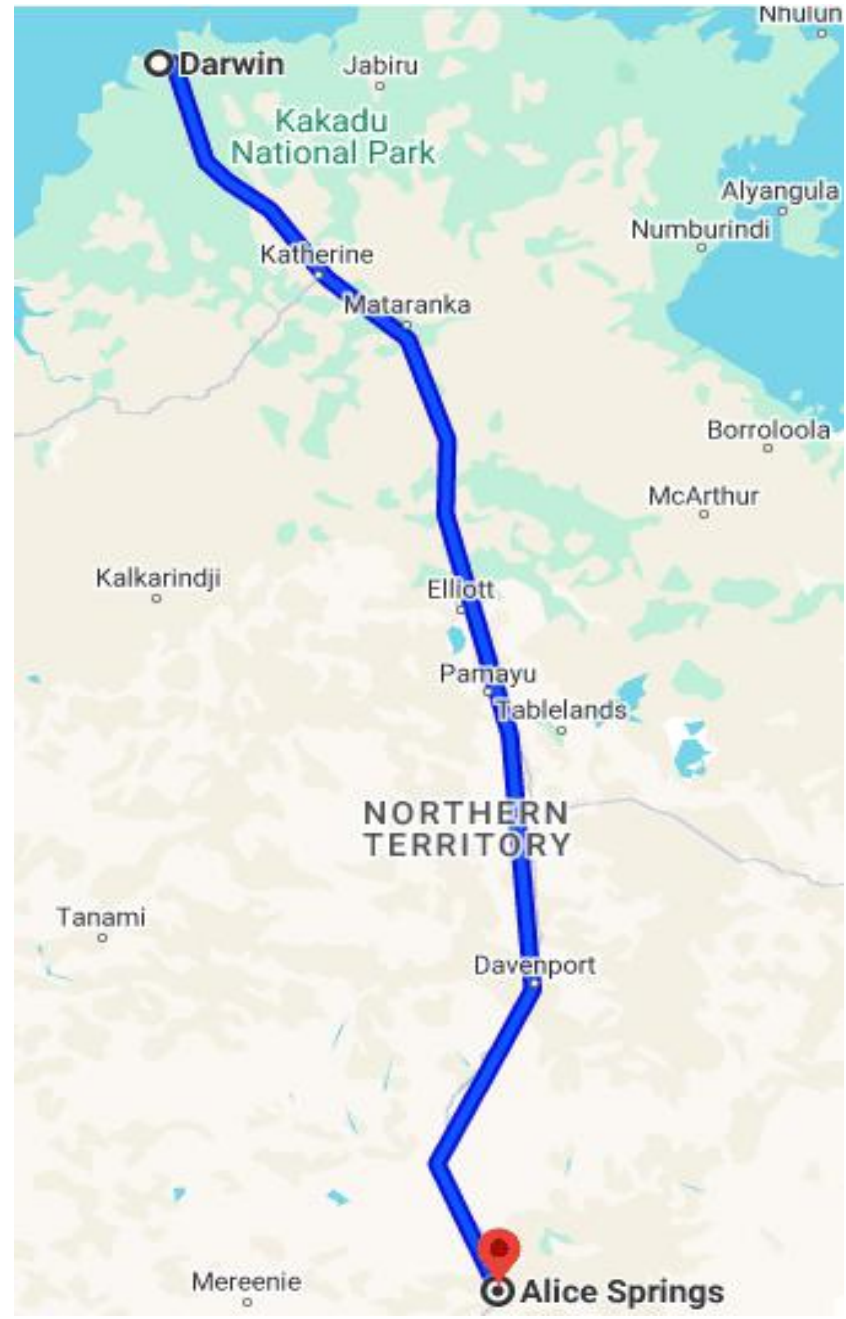 Nhulun
Darwin
Jabiru
Kakadu
National Park
Alyangula
Numburindi
Katherine
Mataranka
Borroloola
McArthur
Kalkarindji
Elliott
Pamayu
Tablelands
NORTHERN
TERRITORY
Tanami
Davenport
Mereenie
Alice Springs